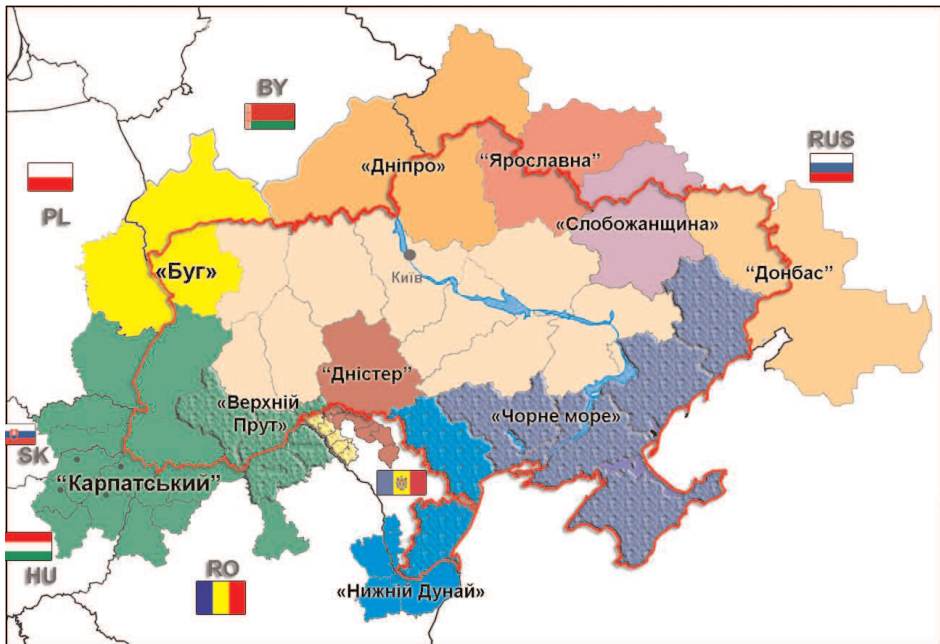 BY
RUS
«Дніпро»
“Ярославна”
PL
«Слобожанщина»
«Буг»
“Донбас”
Київ
“Дністер”
«Верхній
Прут»
«Чорне море»
SK
“Карпатський”
HU
RO
«Нижній Дунай»